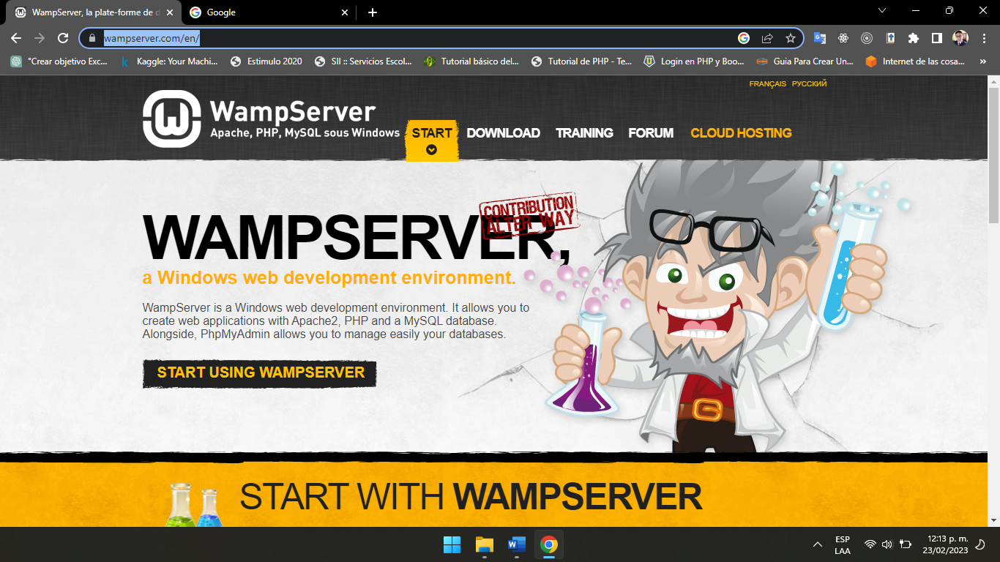 WampServer, la plate-forme de d
Google
wampserver.com/en/
"Crear objetivo Exc...
Kaggle: Your Machi...
Estimulo 2020
SII :: Servicios Escol...
Tutorial básico del...
Tutorial de PHP - Te...
Login en PHP y Boo...
Guia Para Crear Un...
Internet de las cosa...
FRANÇAIS РУССКИЙ
WampServer
Apache, PHP, MySQL sous Windows
START
DOWNLOAD
TRAINING
FORUM
CLOUD HOSTING
CONTRIBUTION
ALTER WAY
WAMPSERVER,
a Windows web development environment.
WampServer is a Windows web development environment. It allows you to
create web applications with Apache2, PHP and a MySQL database.
Alongside, PhpMyAdmin allows you to manage easily your databases.
START USING WAMPSERVER
START WITH WAMPSERVER
ESP
LAA
12:13 p. m.
23/02/2023